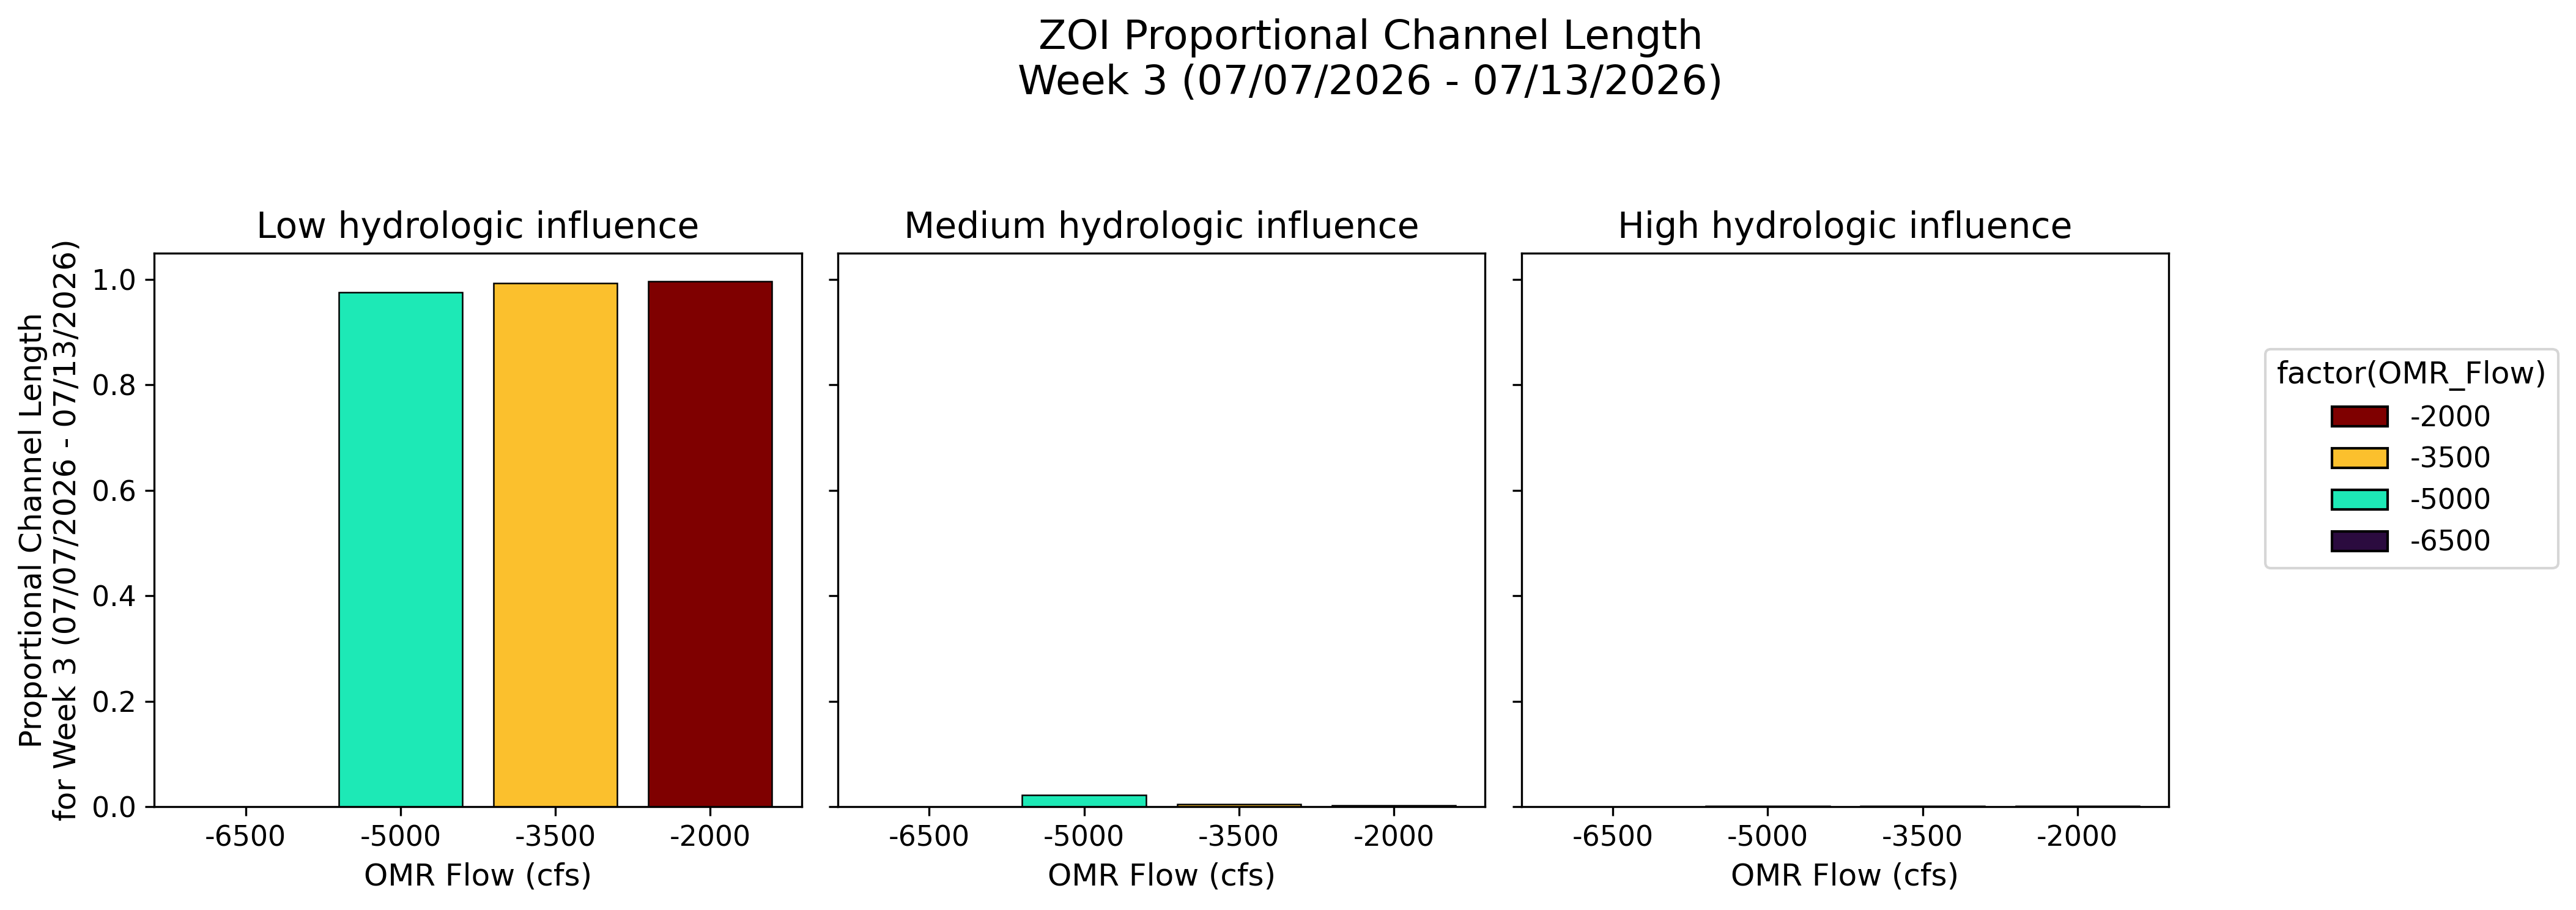 ZOI Proportional Channel Length
Week 3 (07/07/2026 - 07/13/2026)
Low hydrologic influence
Medium hydrologic influence
High hydrologic influence
Proportional Channel Length
for Week 3 (07/07/2026 - 07/13/2026)
1.0
0.8
0.6
0.4
0.2
0.0
-6500 -5000 -3500 -2000
OMR Flow (cfs)
-6500 -5000 -3500 -2000
OMR Flow (cfs)
-6500 -5000 -3500 -2000
OMR Flow (cfs)
factor(OMR_Flow)
-2000
-3500
-5000
-6500